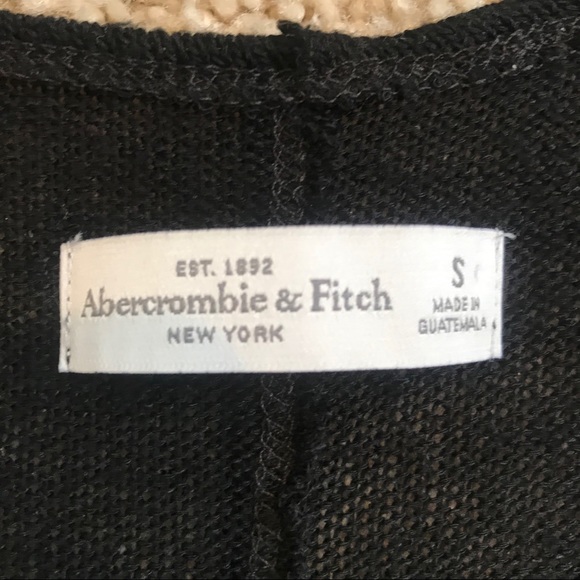 EST. 1892
Abercrombie & Fitch
NEW YORK
S
MADE IN
GUATEMALA